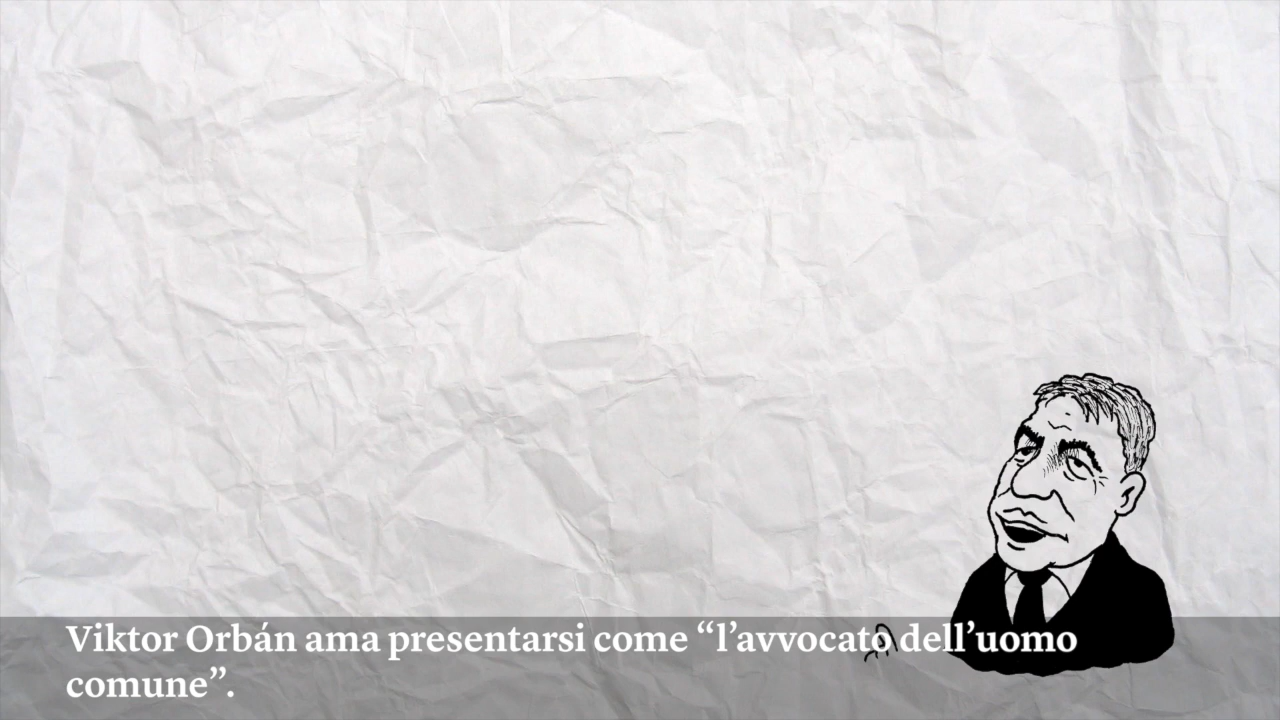 Viktor Orbán ama presentarsi come “l’avvocato dell’uomo
comune”.